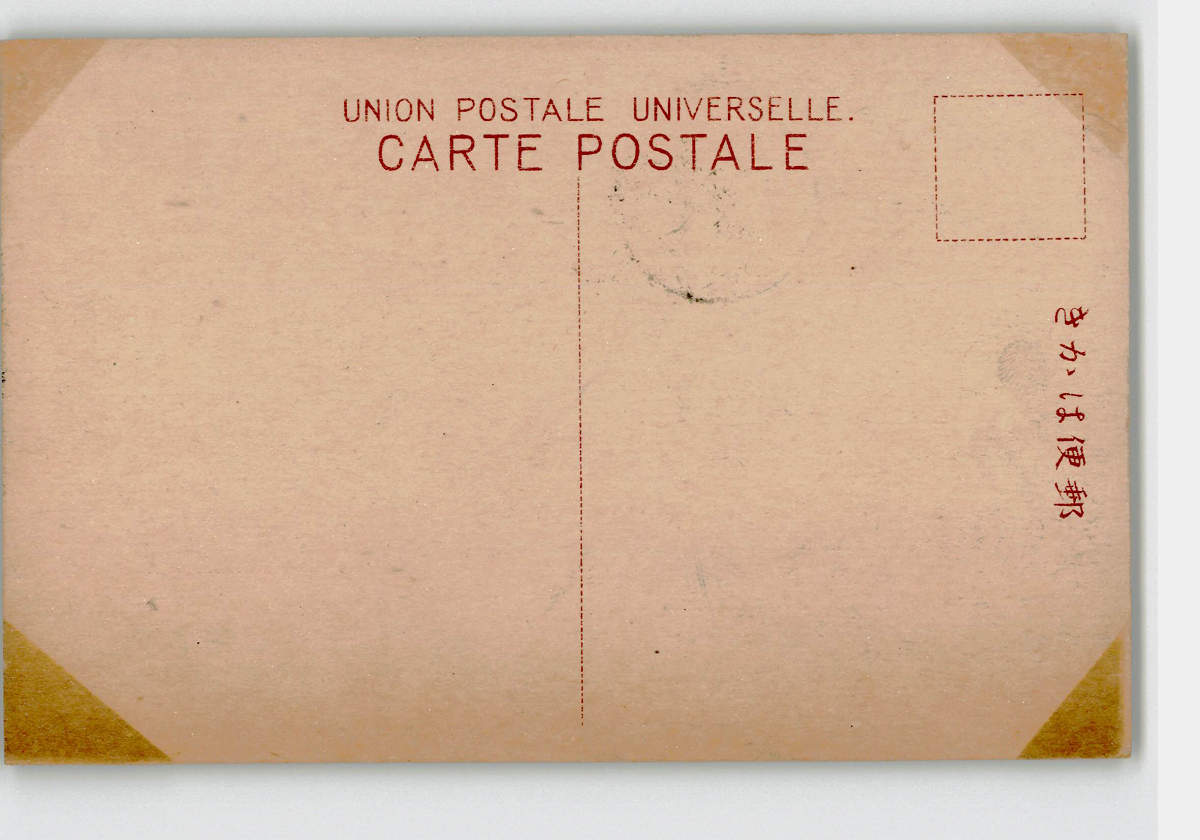 UNION POSTALE UNIVERSELLE.
CARTE POSTALE
郵便はかき